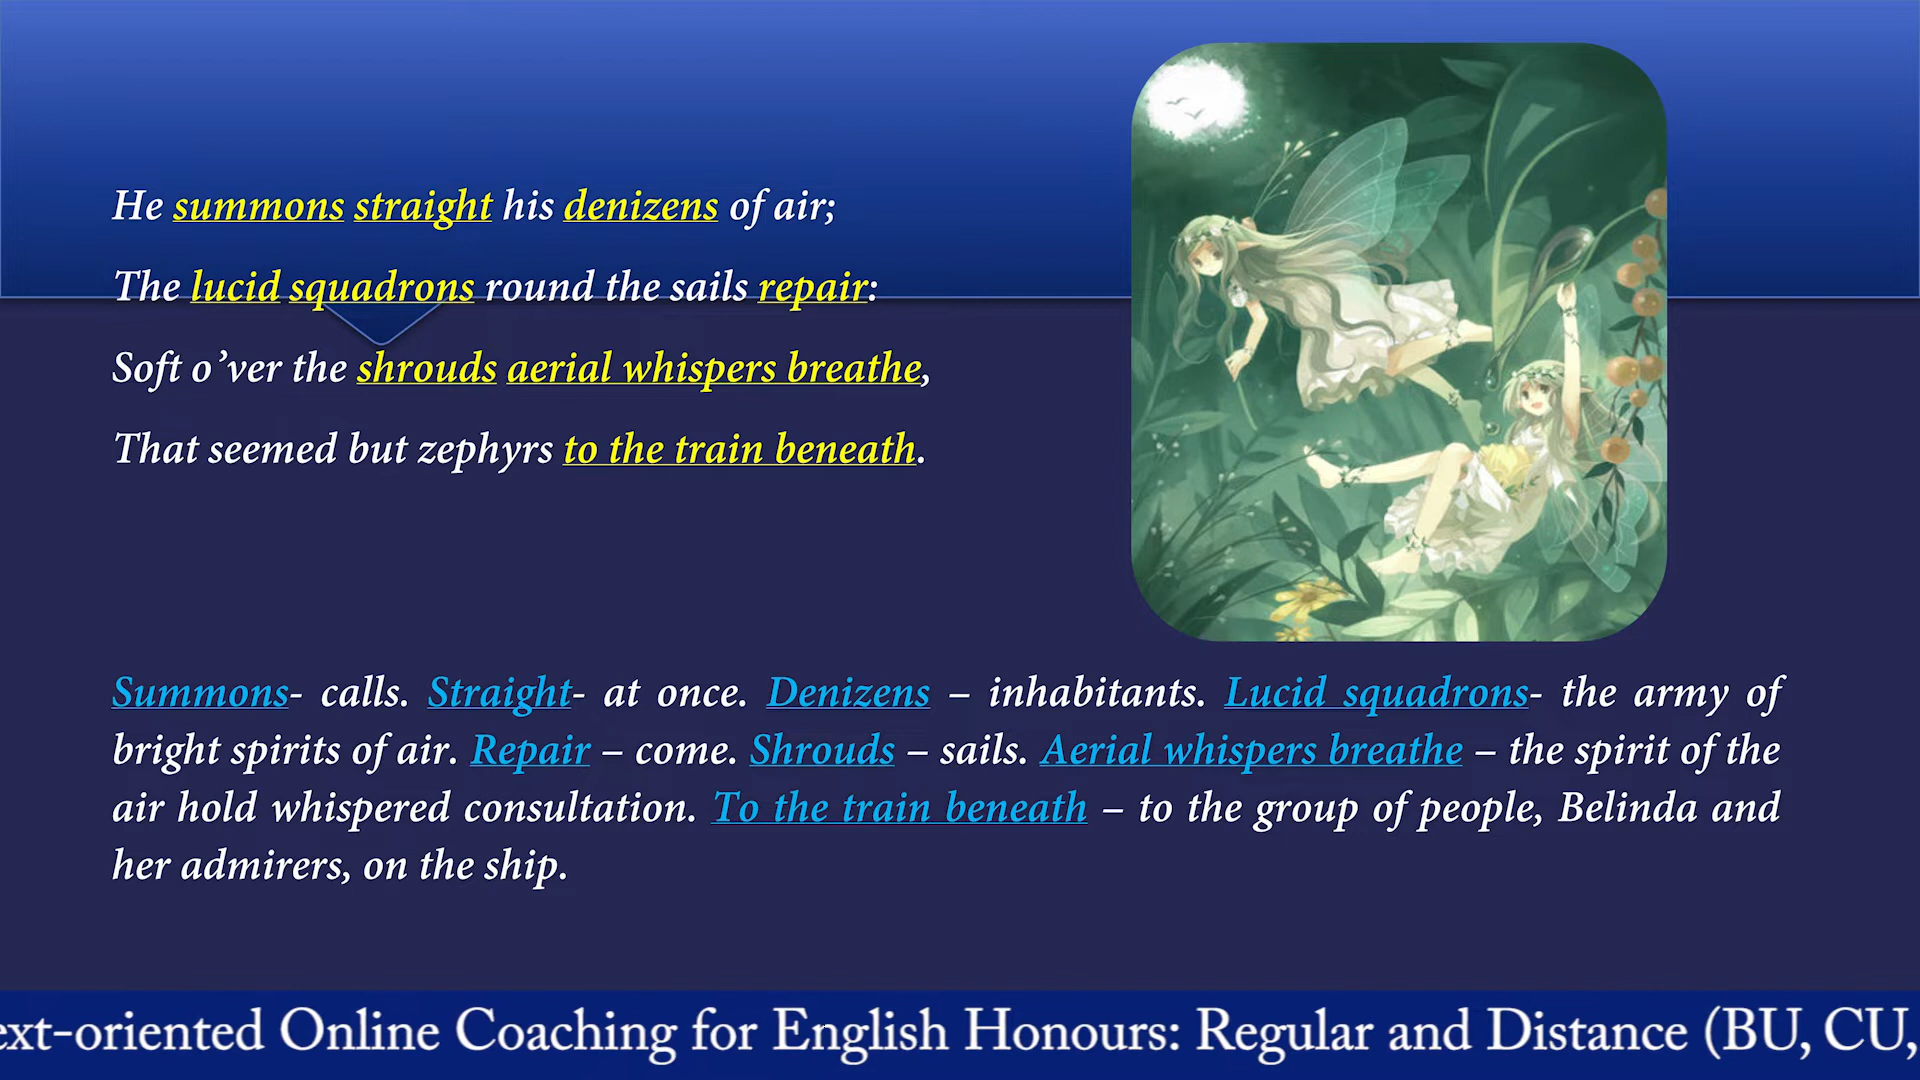 He summons straight his denizens of air;
The lucid squadrons round the sails repair:
Soft o’ver the shrouds aerial whispers breathe,
That seemed but zephyrs to the train beneath.
Summons- calls. Straight- at once. Denizens – inhabitants. Lucid squadrons- the army of
bright spirits of air. Repair – come. Shrouds – sails. Aerial whispers breathe – the spirit of the
air hold whispered consultation. To the train beneath – to the group of people, Belinda and
her admirers, on the ship.
ext-oriented Online Coaching for English Honours: Regular and Distance (BU, CU,